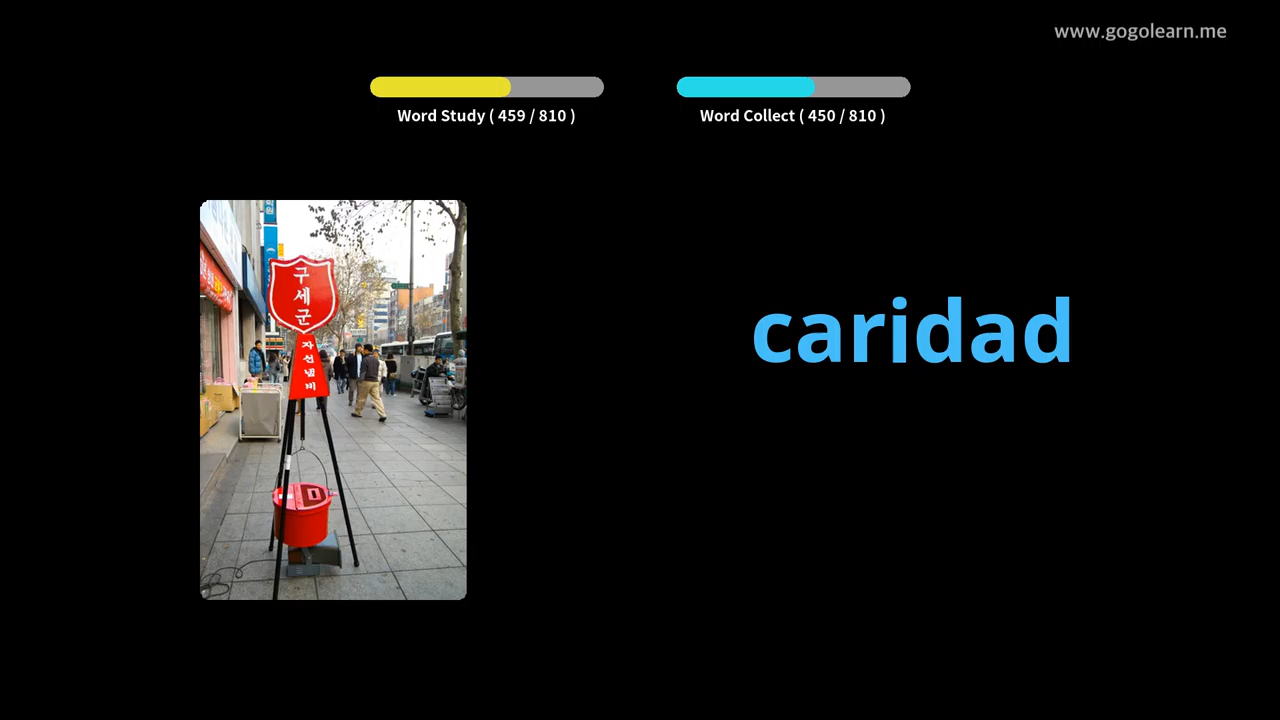 www.gogolearn.me
Word Study ( 459 / 810 )
Word Collect ( 450 / 810 )
구
세
군
자
선
냄
비
caridad